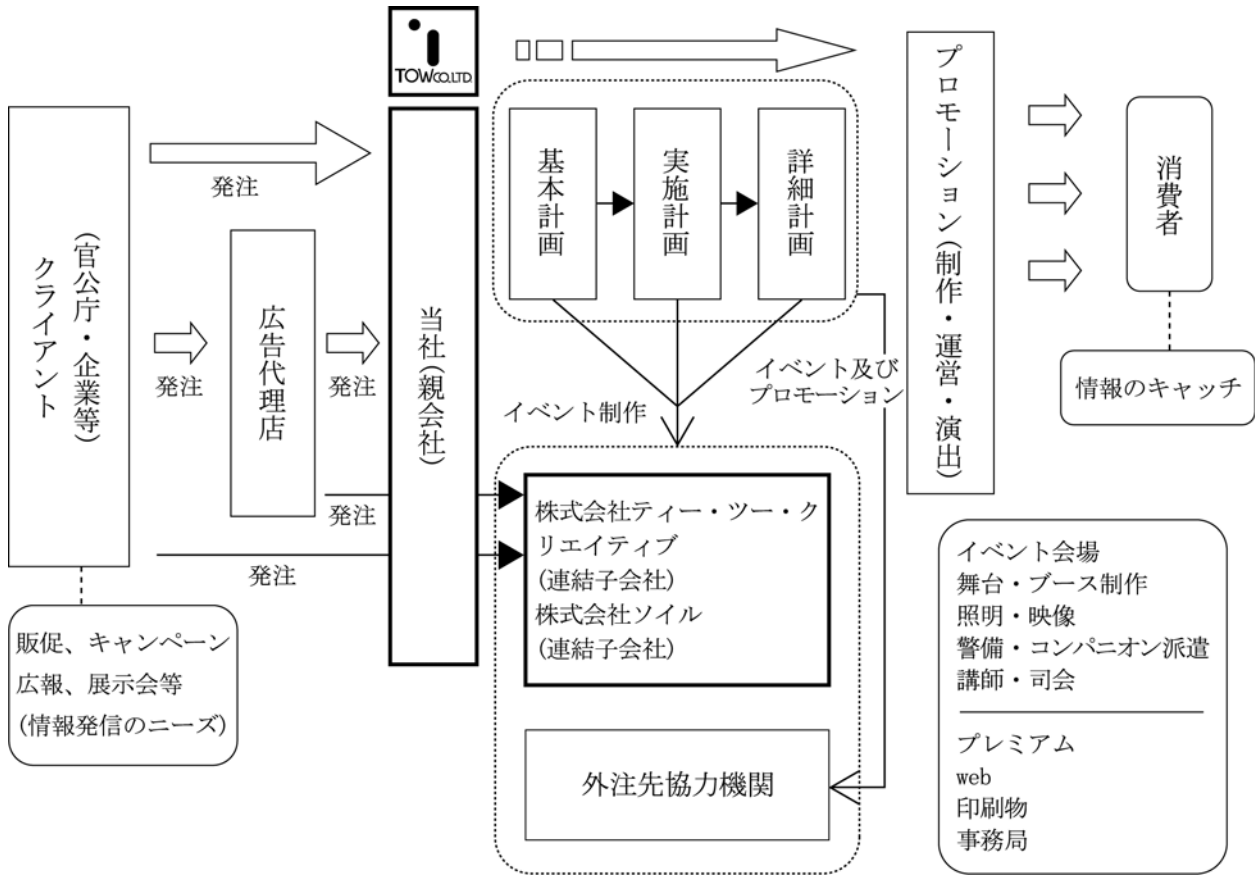 TOWCO.LTD.
クライアント
(官公庁・企業等)
発注
発注
広告代理店
発注
発注
発注
当社(親会社)
基本計画
実施計画
詳細計画
イベント制作
イベント及び
プロモーション
株式会社ティー・ツー・ク
リエイティブ
(連結子会社)
株式会社ソイル
(連結子会社)
外注先協力機関
プロモーション(制作・運営・演出)
消費者
情報のキャッチ
販促、キャンペーン
広報、展示会等
(情報発信のニーズ)
イベント会場
舞台・ブース制作
照明・映像
警備・コンパニオン派遣
講師・司会
プレミアム
web
印刷物
事務局